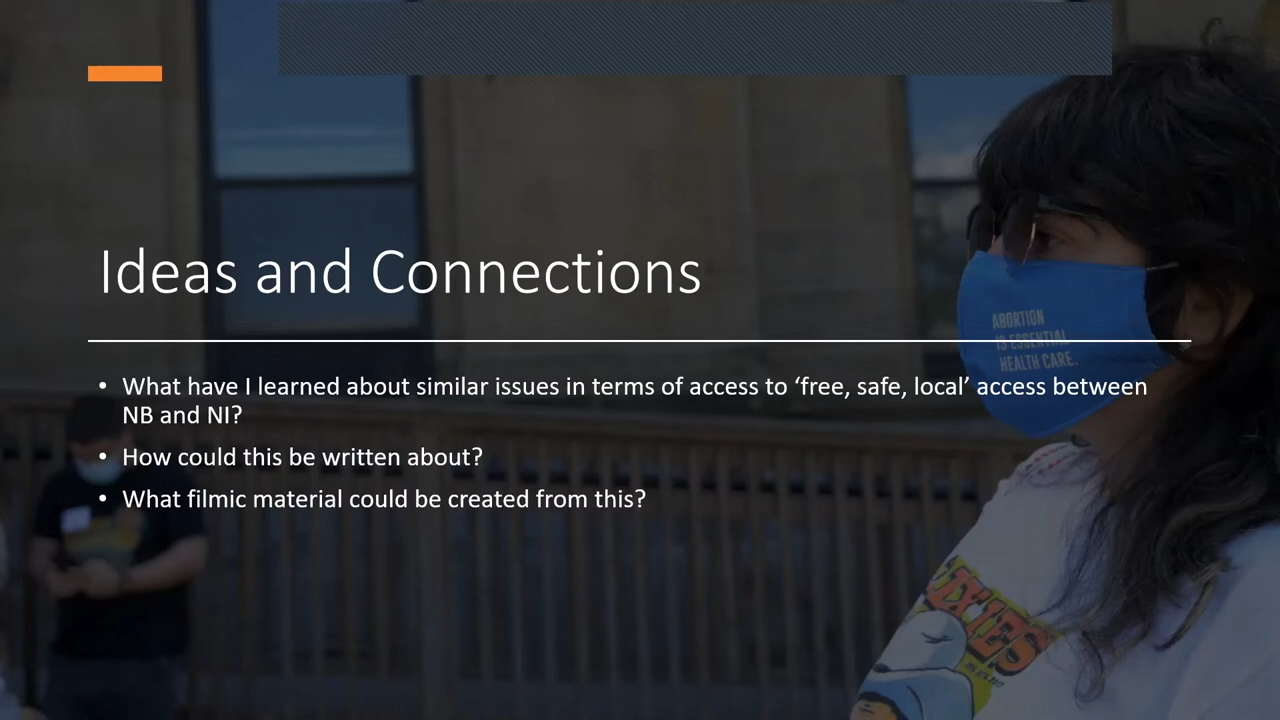 Ideas and Connections
• What have I learned about similar issues in terms of access to ‘free, safe, local’ access between
NB and NI?
• How could this be written about?
• What filmic material could be created from this?
ABORTION
IS ESSENTIAL
HEALTH CARE.
PIXIES